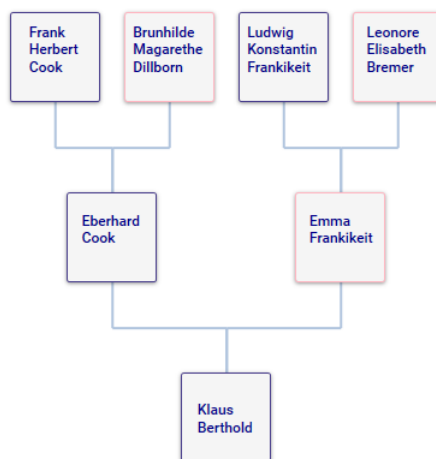 Frank
Herbert
Cook
Brunhilde
Magarethe
Dillborn
Ludwig
Konstantin
Frankikeit
Leonore
Elisabeth
Bremer
Eberhard
Cook
Emma
Frankikeit
Klaus
Berthold